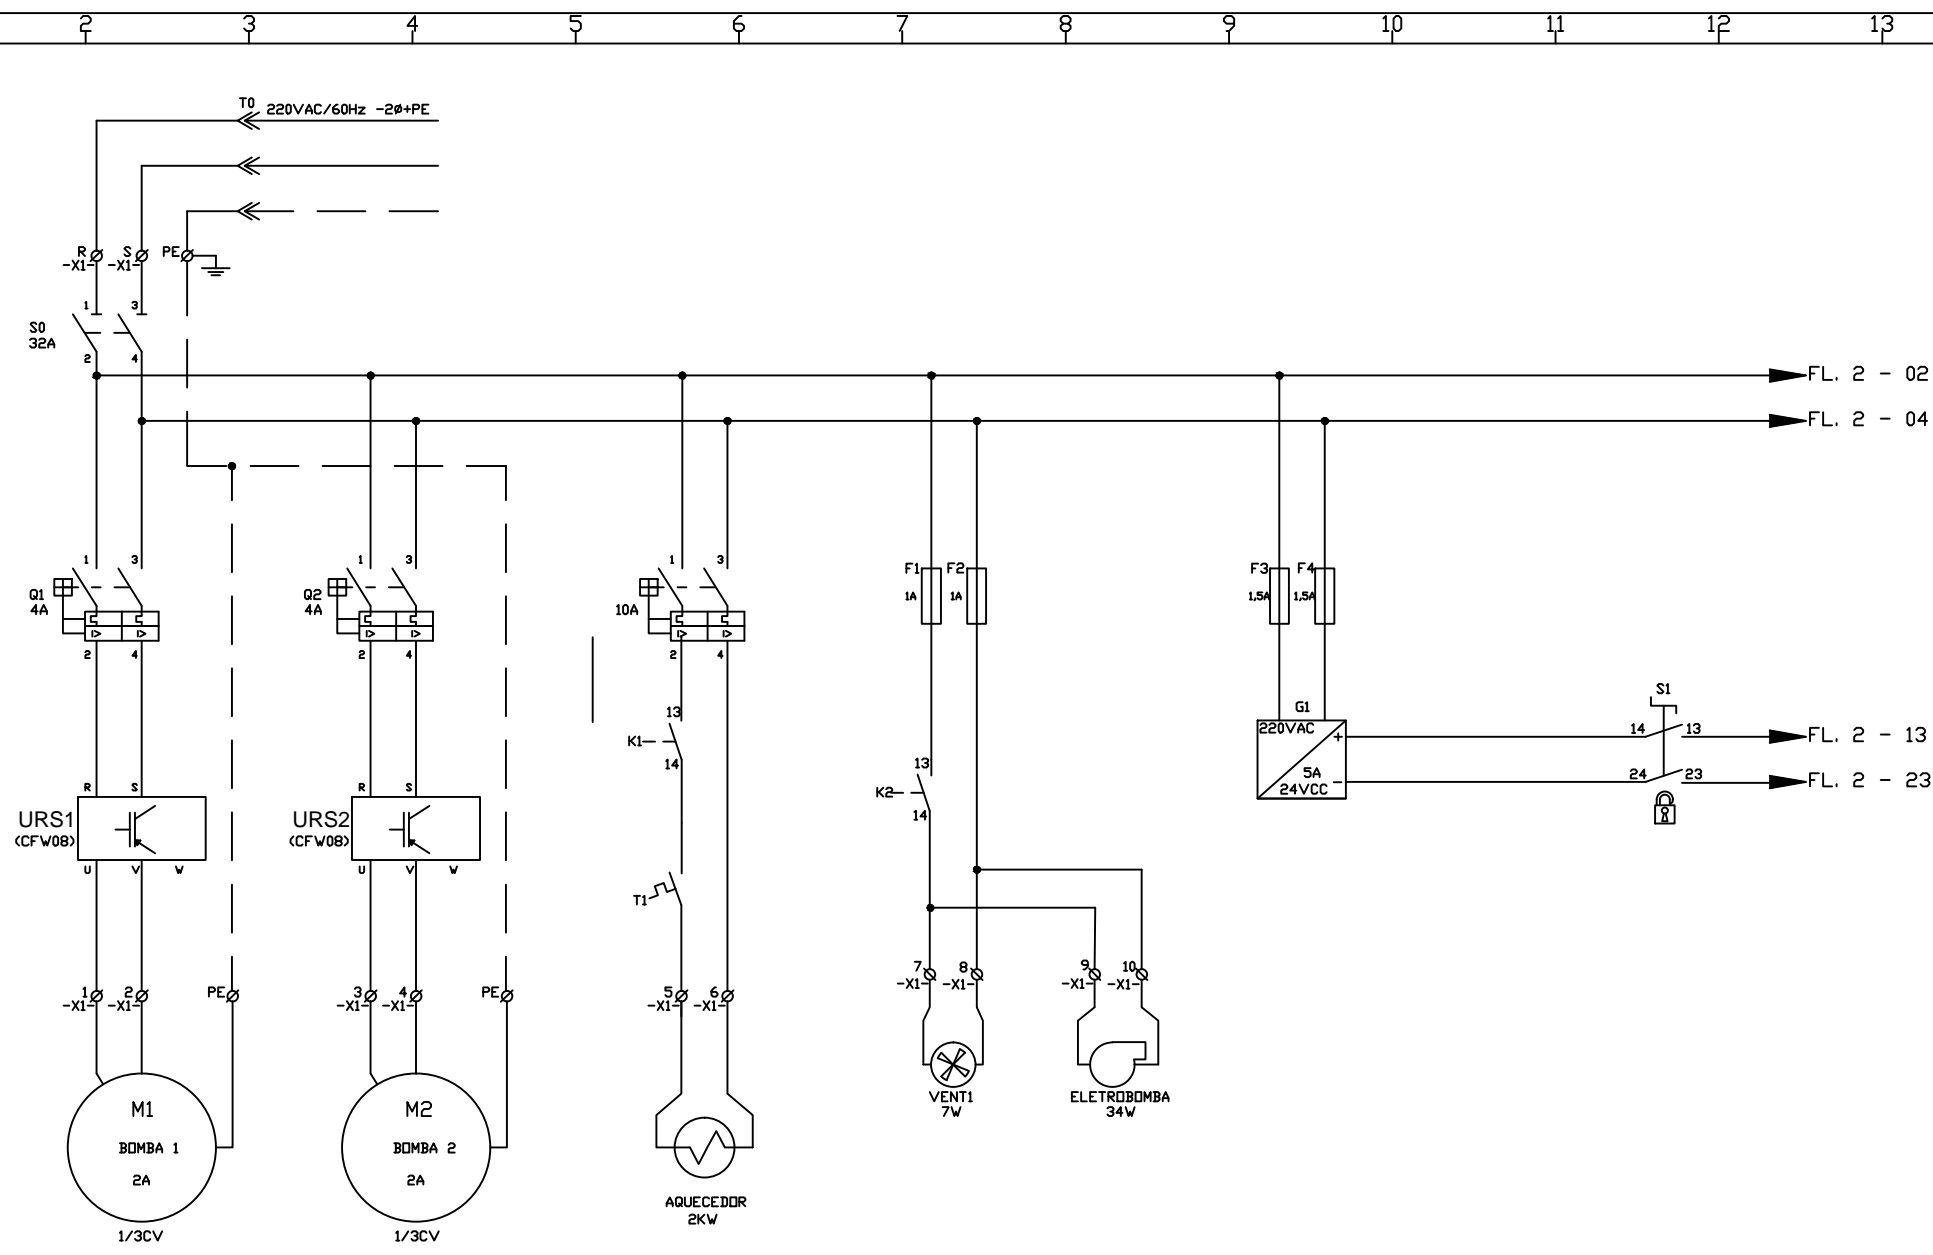 2 3 4 5 6 7 8 9 10 11 12 13
T0 220VAC/60Hz -2ø+PE
R S PE
-X1- -X1-
1 3
S0
32A
2 4
FL. 2 - 02
FL. 2 - 04
1 3 1 3 1 3
Q1 Q2 F1 F2 F3 F4
4A 4A 10A 1A 1A 1,5A 1,5A
I> I> I> I> I> I>
2 4 2 4 2 4
S1
G1
13
220VAC + 14 13 FL. 2 - 13
K1
14 13
5A - 24 23 FL. 2 - 23
24VCC
R S R S
K2
14
URS1 URS2
(CFW08) (CFW08)
U V W U V W
T1
7 8 9 10
-X1- -X1- -X1- -X1-
1 2 PE 3 4 PE 5 6
-X1- -X1- -X1- -X1- -X1- -X1-
VENT1 ELETROBOMBA
7W 34W
M1 M2
BOMBA 1 BOMBA 2
2A 2A
AQUECEDOR
2KW
1/3CV 1/3CV